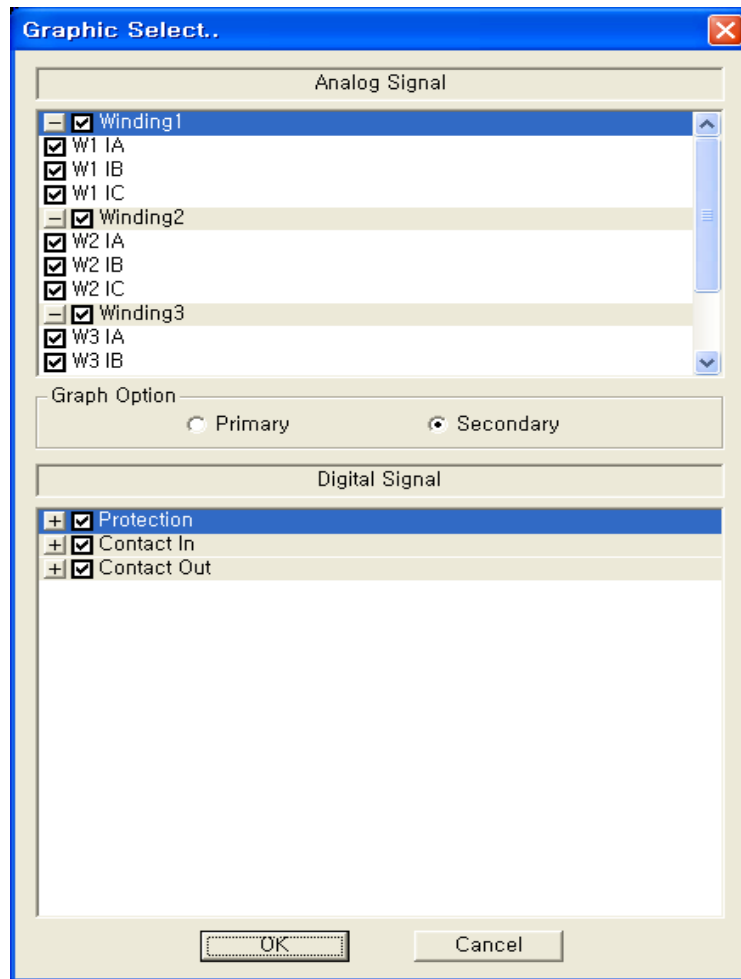 Graphic Select..
Analog Signal
Winding1
W1 IA
W1 IB
W1 IC
Winding2
W2 IA
W2 IB
W2 IC
Winding3
W3 IA
W3 IB
Graph Option
Primary Secondary
Digital Signal
Protection
Contact In
Contact Out
OK Cancel